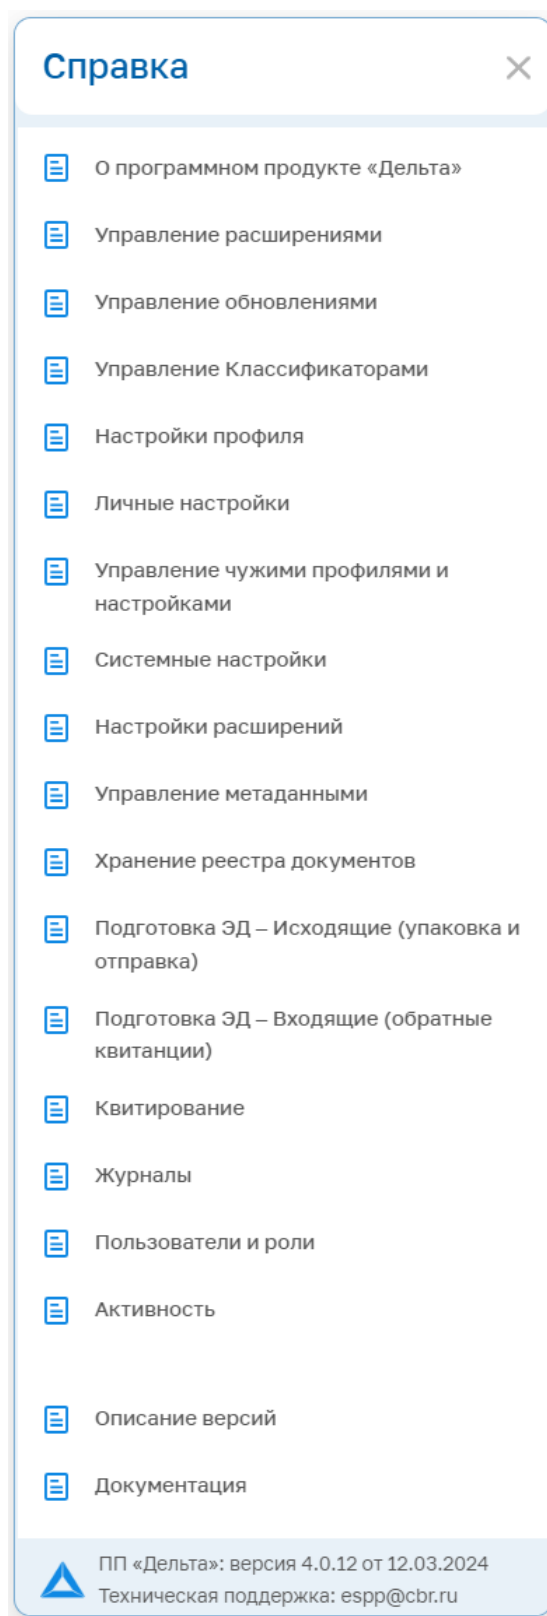 Справка
О программном продукте «Дельта»
Управление расширениями
Управление обновлениями
Управление Классификаторами
Настройки профиля
Личные настройки
Управление чужими профилями и
настройками
Системные настройки
Настройки расширений
Управление метаданными
Хранение реестра документов
Подготовка ЭД – Исходящие (упаковка и
отправка)
Подготовка ЭД – Входящие (обратные
квитанции)
Квитирование
Журналы
Пользователи и роли
Активность
Описание версий
Документация
ПП «Дельта»: версия 4.0.12 от 12.03.2024
Техническая поддержка: espp@cbr.ru